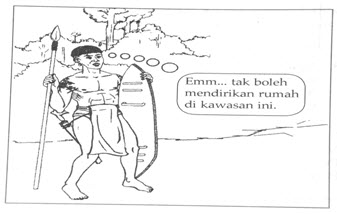 Emm... tak boleh
mendirikan rumah
di kawasan ini.